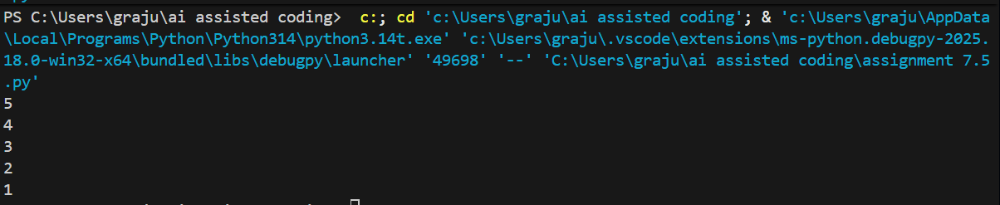 PS C:\Users\graju\ai assisted coding>  c:; cd 'c:\Users\graju\ai assisted coding'; & 'c:\Users\graju\AppData
\Local\Programs\Python\Python314\python3.14t.exe' 'c:\Users\graju\.vscode\extensions\ms-python.debugpy-2025.
18.0-win32-x64\bundled\libs\debugpy\launcher' '49698' '--' 'C:\Users\graju\ai assisted coding\assignment 7.5
.py'
5
4
3
2
1